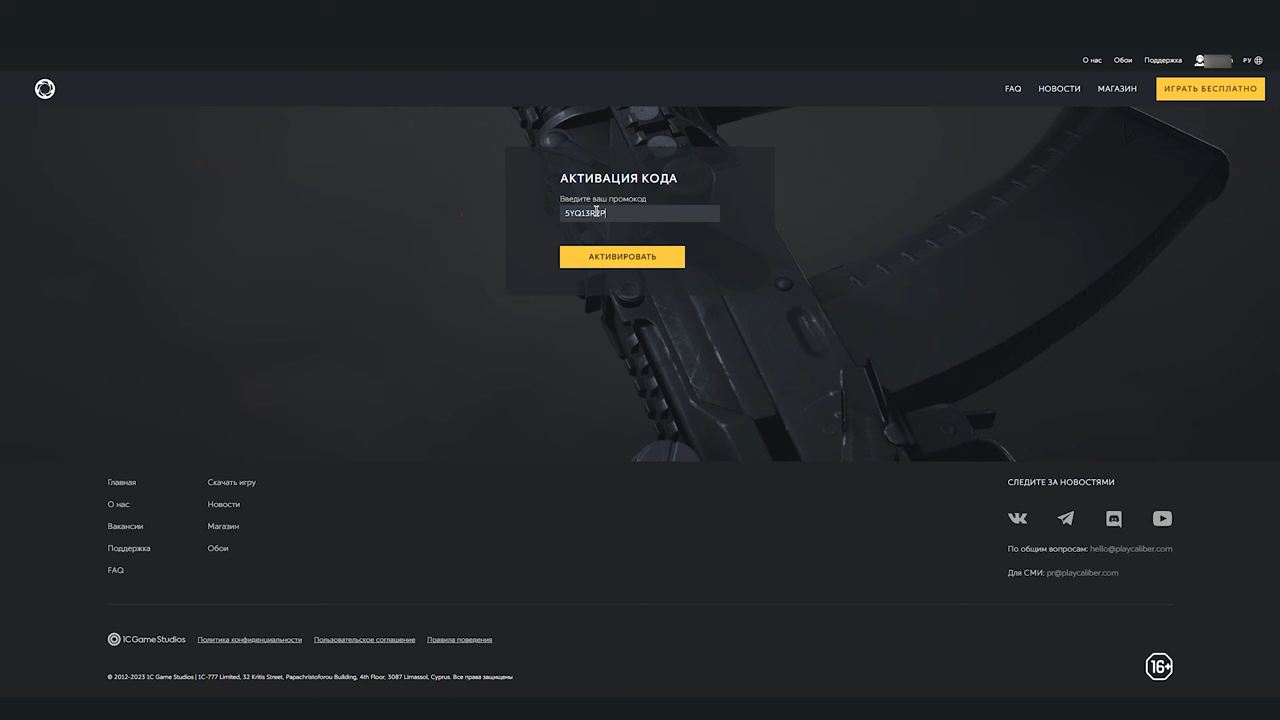 О нас Обои Поддержка РУ
FAQ НОВОСТИ МАГАЗИН ИГРАТЬ БЕСПЛАТНО
АКТИВАЦИЯ КОДА
Введите ваш промокод
АКТИВИРОВАТЬ
Главная Скачать игру СЛЕДИТЕ ЗА НОВОСТЯМИ
О нас Новости
Вакансии Магазин
Поддержка Обои По общим вопросам: hello@playcaliber.com
FAQ Для СМИ: pr@playcaliber.com
1C Game Studios Политика конфиденциальности Пользовательское соглашение Правила поведения
16+
© 2012-2023 1C Game Studios | 1C-777 Limited, 32 Kritis Street, Papachristoforou Building, 4th Floor, 3087 Limassol, Cyprus. Все права защищены